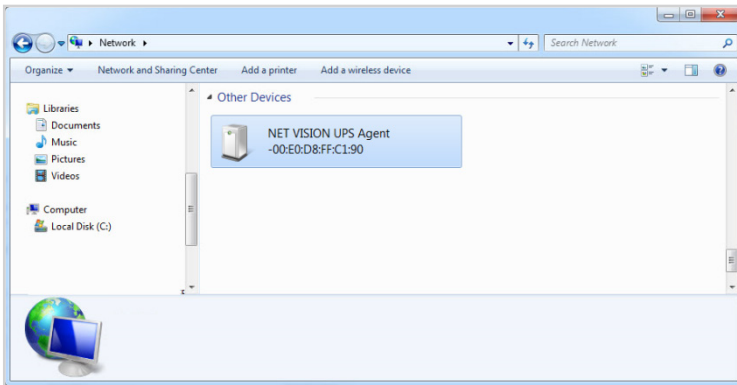 Network
Search Network
Organize Network and Sharing Center Add a printer Add a wireless device
Libraries
Documents
Music
Pictures
Videos
Computer
Local Disk (C:)
Other Devices
NET VISION UPS Agent
-00:E0:D8:FF:C1:90